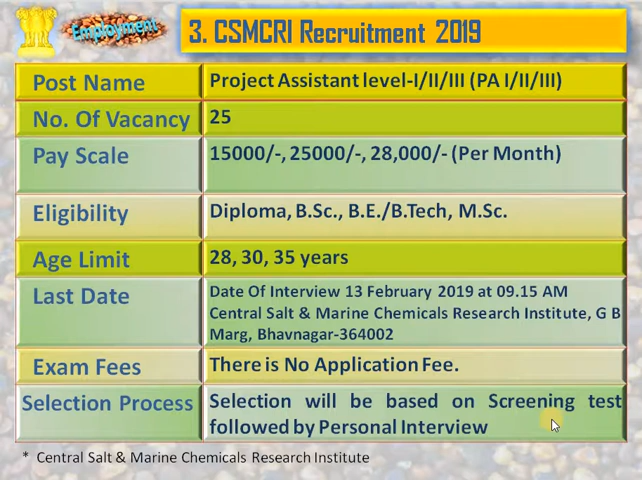 Employment
3. CSMCRI Recruitment 2019
Post Name
Project Assistant level-I/II/III (PA I/II/III)
No. Of Vacancy
25
Pay Scale
15000/-, 25000/-, 28,000/- (Per Month)
Eligibility
Diploma, B.Sc., B.E./B.Tech, M.Sc.
Age Limit
28, 30, 35 years
Last Date
Date Of Interview 13 February 2019 at 09.15 AM
Central Salt & Marine Chemicals Research Institute, G B
Marg, Bhavnagar-364002
Exam Fees
There is No Application Fee.
Selection Process
Selection will be based on Screening test
followed by Personal Interview
* Central Salt & Marine Chemicals Research Institute